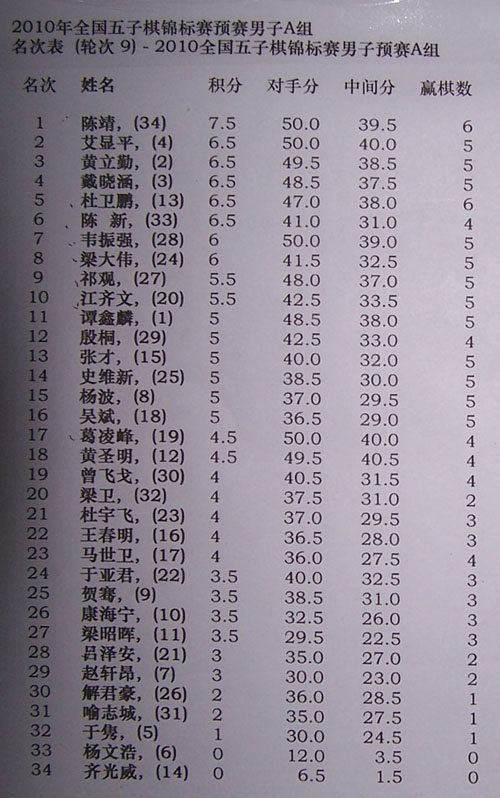 2010年全国五子棋锦标赛预赛男子A组
名次表 (轮次 9) - 2010全国五子棋锦标赛男子预赛A组
名次 姓名 积分 对手分 中间分 赢棋数
1 陈靖, (34) 7.5 50.0 39.5 6
2 艾显平, (4) 6.5 50.0 40.0 5
3 黄立勤, (2) 6.5 49.5 38.5 5
4 戴晓涵, (3) 6.5 48.5 37.5 5
5 杜卫鹏, (13) 6.5 47.0 38.0 6
6 陈 新, (33) 6.5 41.0 31.0 4
7 韦振强, (28) 6 50.0 39.0 5
8 梁大伟, (24) 6 41.5 32.5 5
9 祁观, (27) 5.5 48.0 37.0 5
10 江齐文, (20) 5.5 42.5 33.5 5
11 谭鑫麟, (1) 5 48.5 38.0 5
12 殷桐, (29) 5 42.5 33.0 4
13 张才, (15) 5 40.0 32.0 5
14 史维新, (25) 5 38.5 30.0 5
15 杨波, (8) 5 37.0 29.5 5
16 吴斌, (18) 5 36.5 29.0 5
17 葛凌峰, (19) 4.5 50.0 40.0 4
18 黄圣明, (12) 4.5 49.5 40.5 4
19 曾飞戈, (30) 4 40.5 31.5 4
20 梁卫, (32) 4 37.5 31.0 2
21 杜宇飞, (23) 4 37.0 29.5 3
22 王春明, (16) 4 36.5 28.0 3
23 马世卫, (17) 4 36.0 27.5 4
24 于亚君, (22) 3.5 40.0 32.5 3
25 贺骞, (9) 3.5 38.5 31.0 3
26 康海宁, (10) 3.5 32.5 26.0 3
27 梁昭晖, (11) 3.5 29.5 22.5 3
28 吕泽安, (21) 3 35.0 27.0 2
29 赵轩昂, (7) 3 30.0 23.0 2
30 解君豪, (26) 2 36.0 28.5 1
31 喻志城, (31) 2 35.0 27.5 1
32 于隽, (5) 1 30.0 24.5 1
33 杨文浩, (6) 0 12.0 3.5 0
34 齐光威, (14) 0 6.5 1.5 0